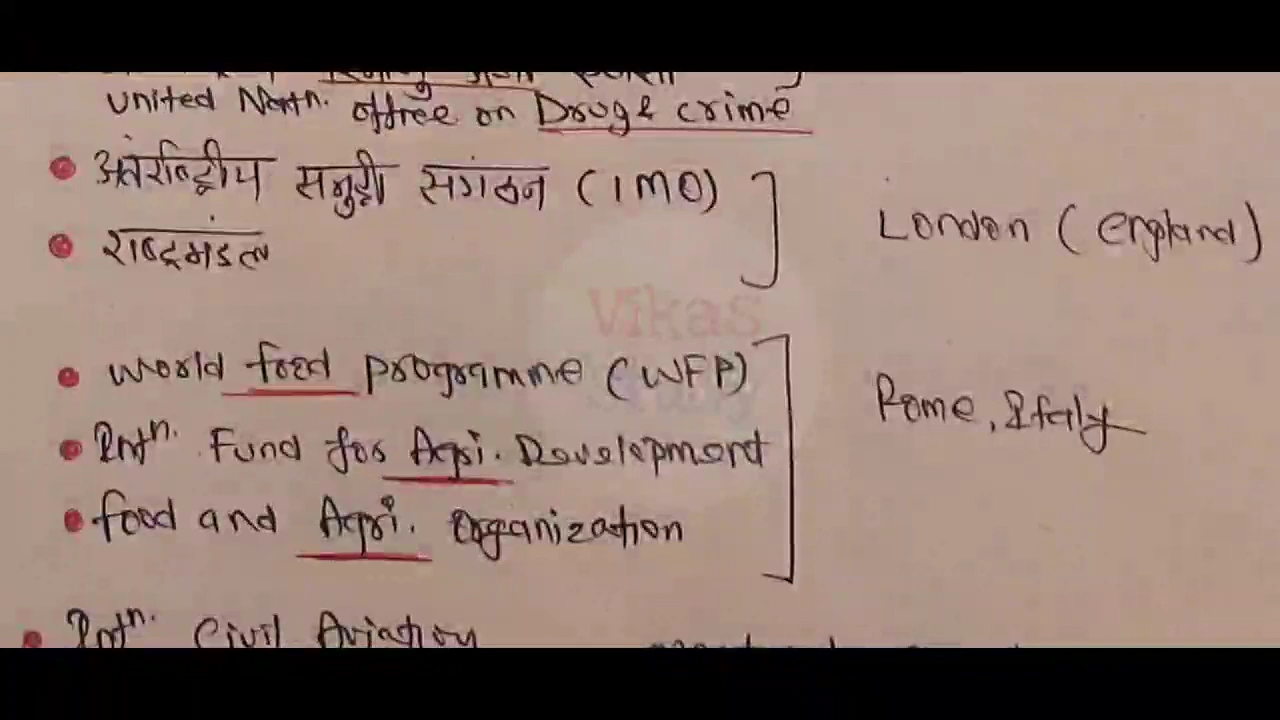 United Natn. office on Drug & crime
अंतर्राष्ट्रीय समुद्री संगठन (IMO)
राष्ट्रमंडल
London (England)
World food programme (WFP)
Intn. Fund for Agri. Development
Rome, Italy
food and Agri. Organization
Vikas
Intn. Civil Aviation